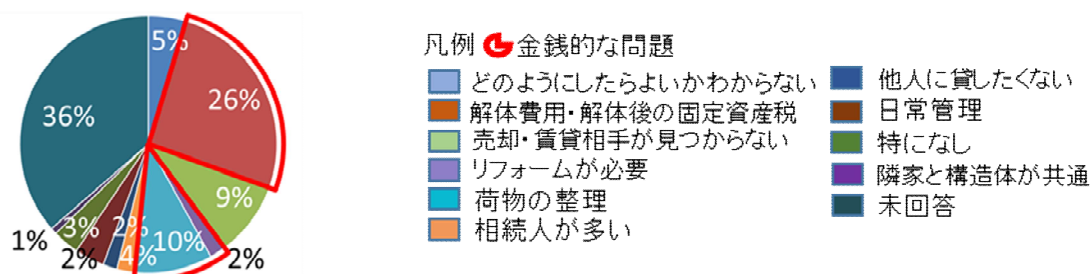 5%
26%
36%
9%
2%
10%
4%
2%
2%
3%
1%
凡例 金銭的な問題
どのようにしたらよいかわからない
解体費用・解体後の固定資産税
売却・賃貸相手が見つからない
リフォームが必要
荷物の整理
相続人が多い
他人に貸したくない
日常管理
特になし
隣家と構造体が共通
未回答